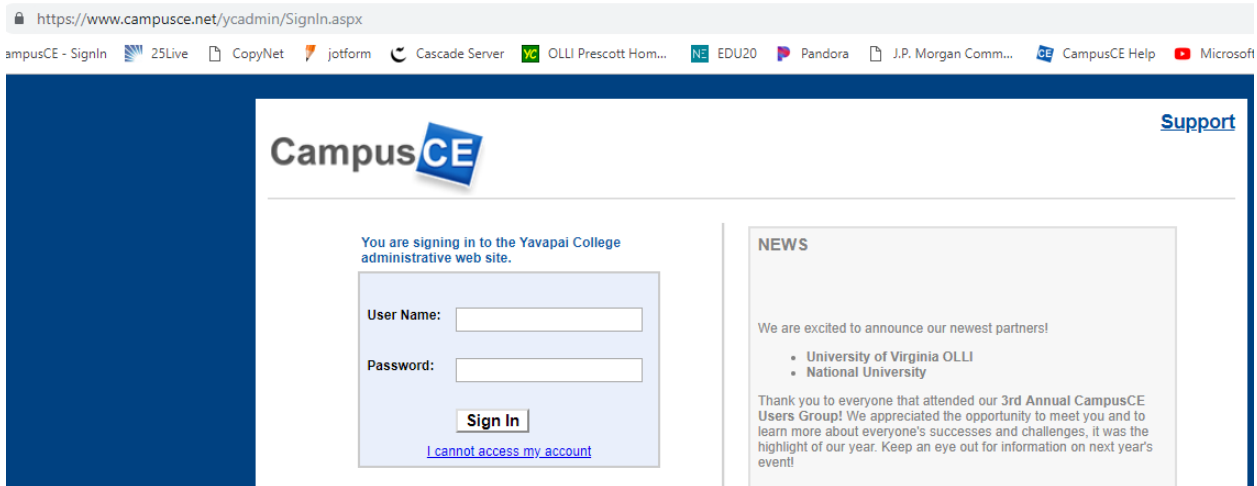 https://www.campusce.net/ycadmin/SignIn.aspx
ampusCE - SignIn 25Live CopyNet jotform Cascade Server YC OLLI Prescott Hom... NE EDU20 Pandora J.P. Morgan Comm... CE CampusCE Help Microsoft
Support
CampusCE
You are signing in to the Yavapai College
administrative web site.
User Name:
Password:
Sign In
I cannot access my account
NEWS
We are excited to announce our newest partners!
• University of Virginia OLLI
• National University
Thank you to everyone that attended our 3rd Annual CampusCE
Users Group! We appreciated the opportunity to meet you and to
learn more about everyone's successes and challenges, it was the
highlight of our year. Keep an eye out for information on next year's
event!